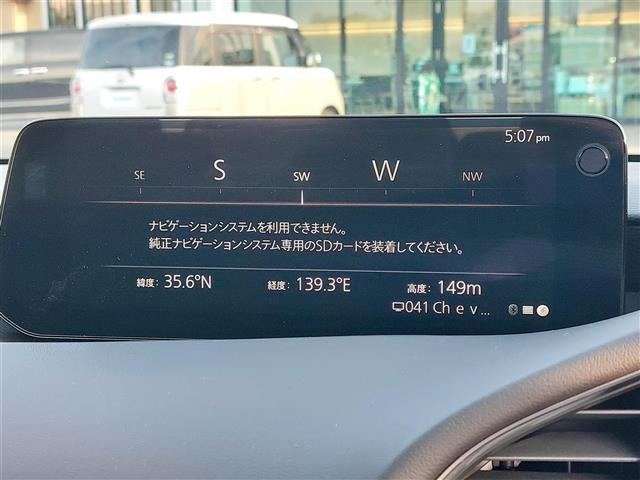 5:07pm
SE S SW W NW
ナビゲーションシステムを利用できません。
純正ナビゲーションシステム専用のSDカードを装着してください。
緯度: 35.6°N 経度: 139.3°E 高度: 149m
041 Ch e v...